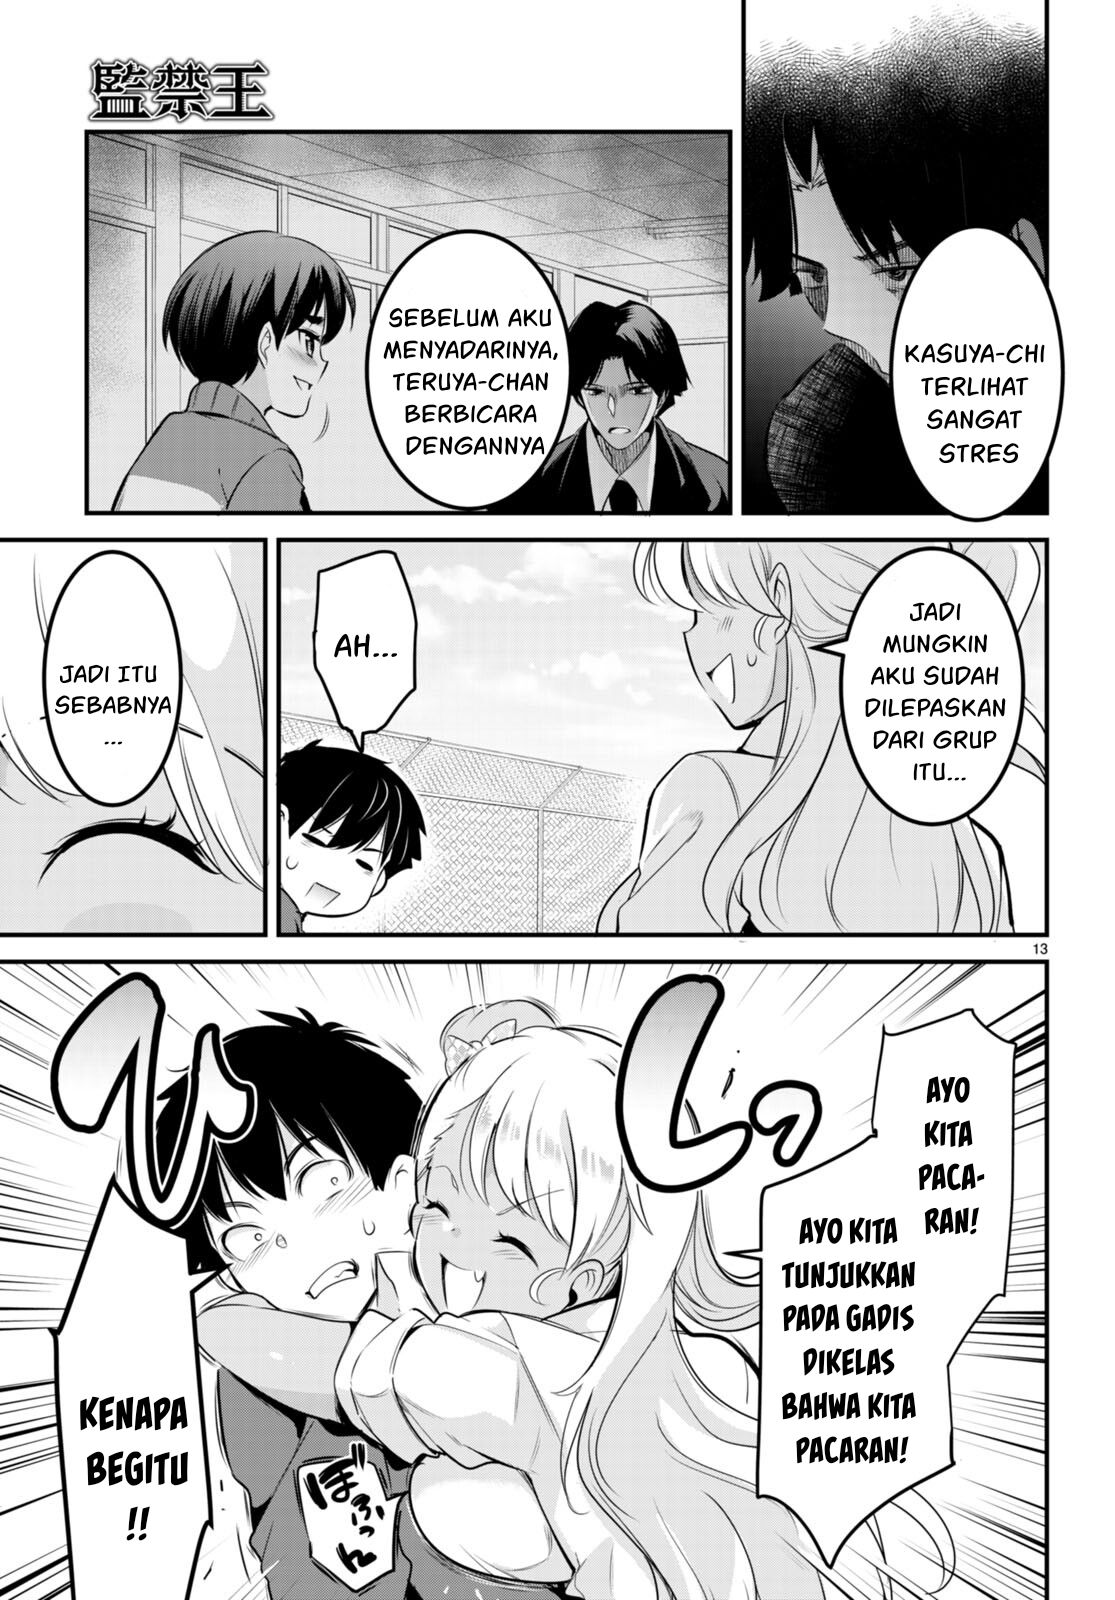 監禁王
KASUYA-CHI
TERLIHAT
SANGAT
STRES
SEBELUM AKU
MENYADARINYA,
TERUYA-CHAN
BERBICARA
DENGANNYA
JADI
MUNGKIN
AKU SUDAH
DILEPASKAN
DARI GRUP
ITU...
AH...
JADI ITU
SEBABNYA
...
13
AYO
KITA
PACA-
RAN!
AYO KITA
TUNJUKKAN
PADA GADIS
DIKELAS
BAHWA KITA
PACARAN!
ひしっ
KENAPA
BEGITU
!!
ぼふっん